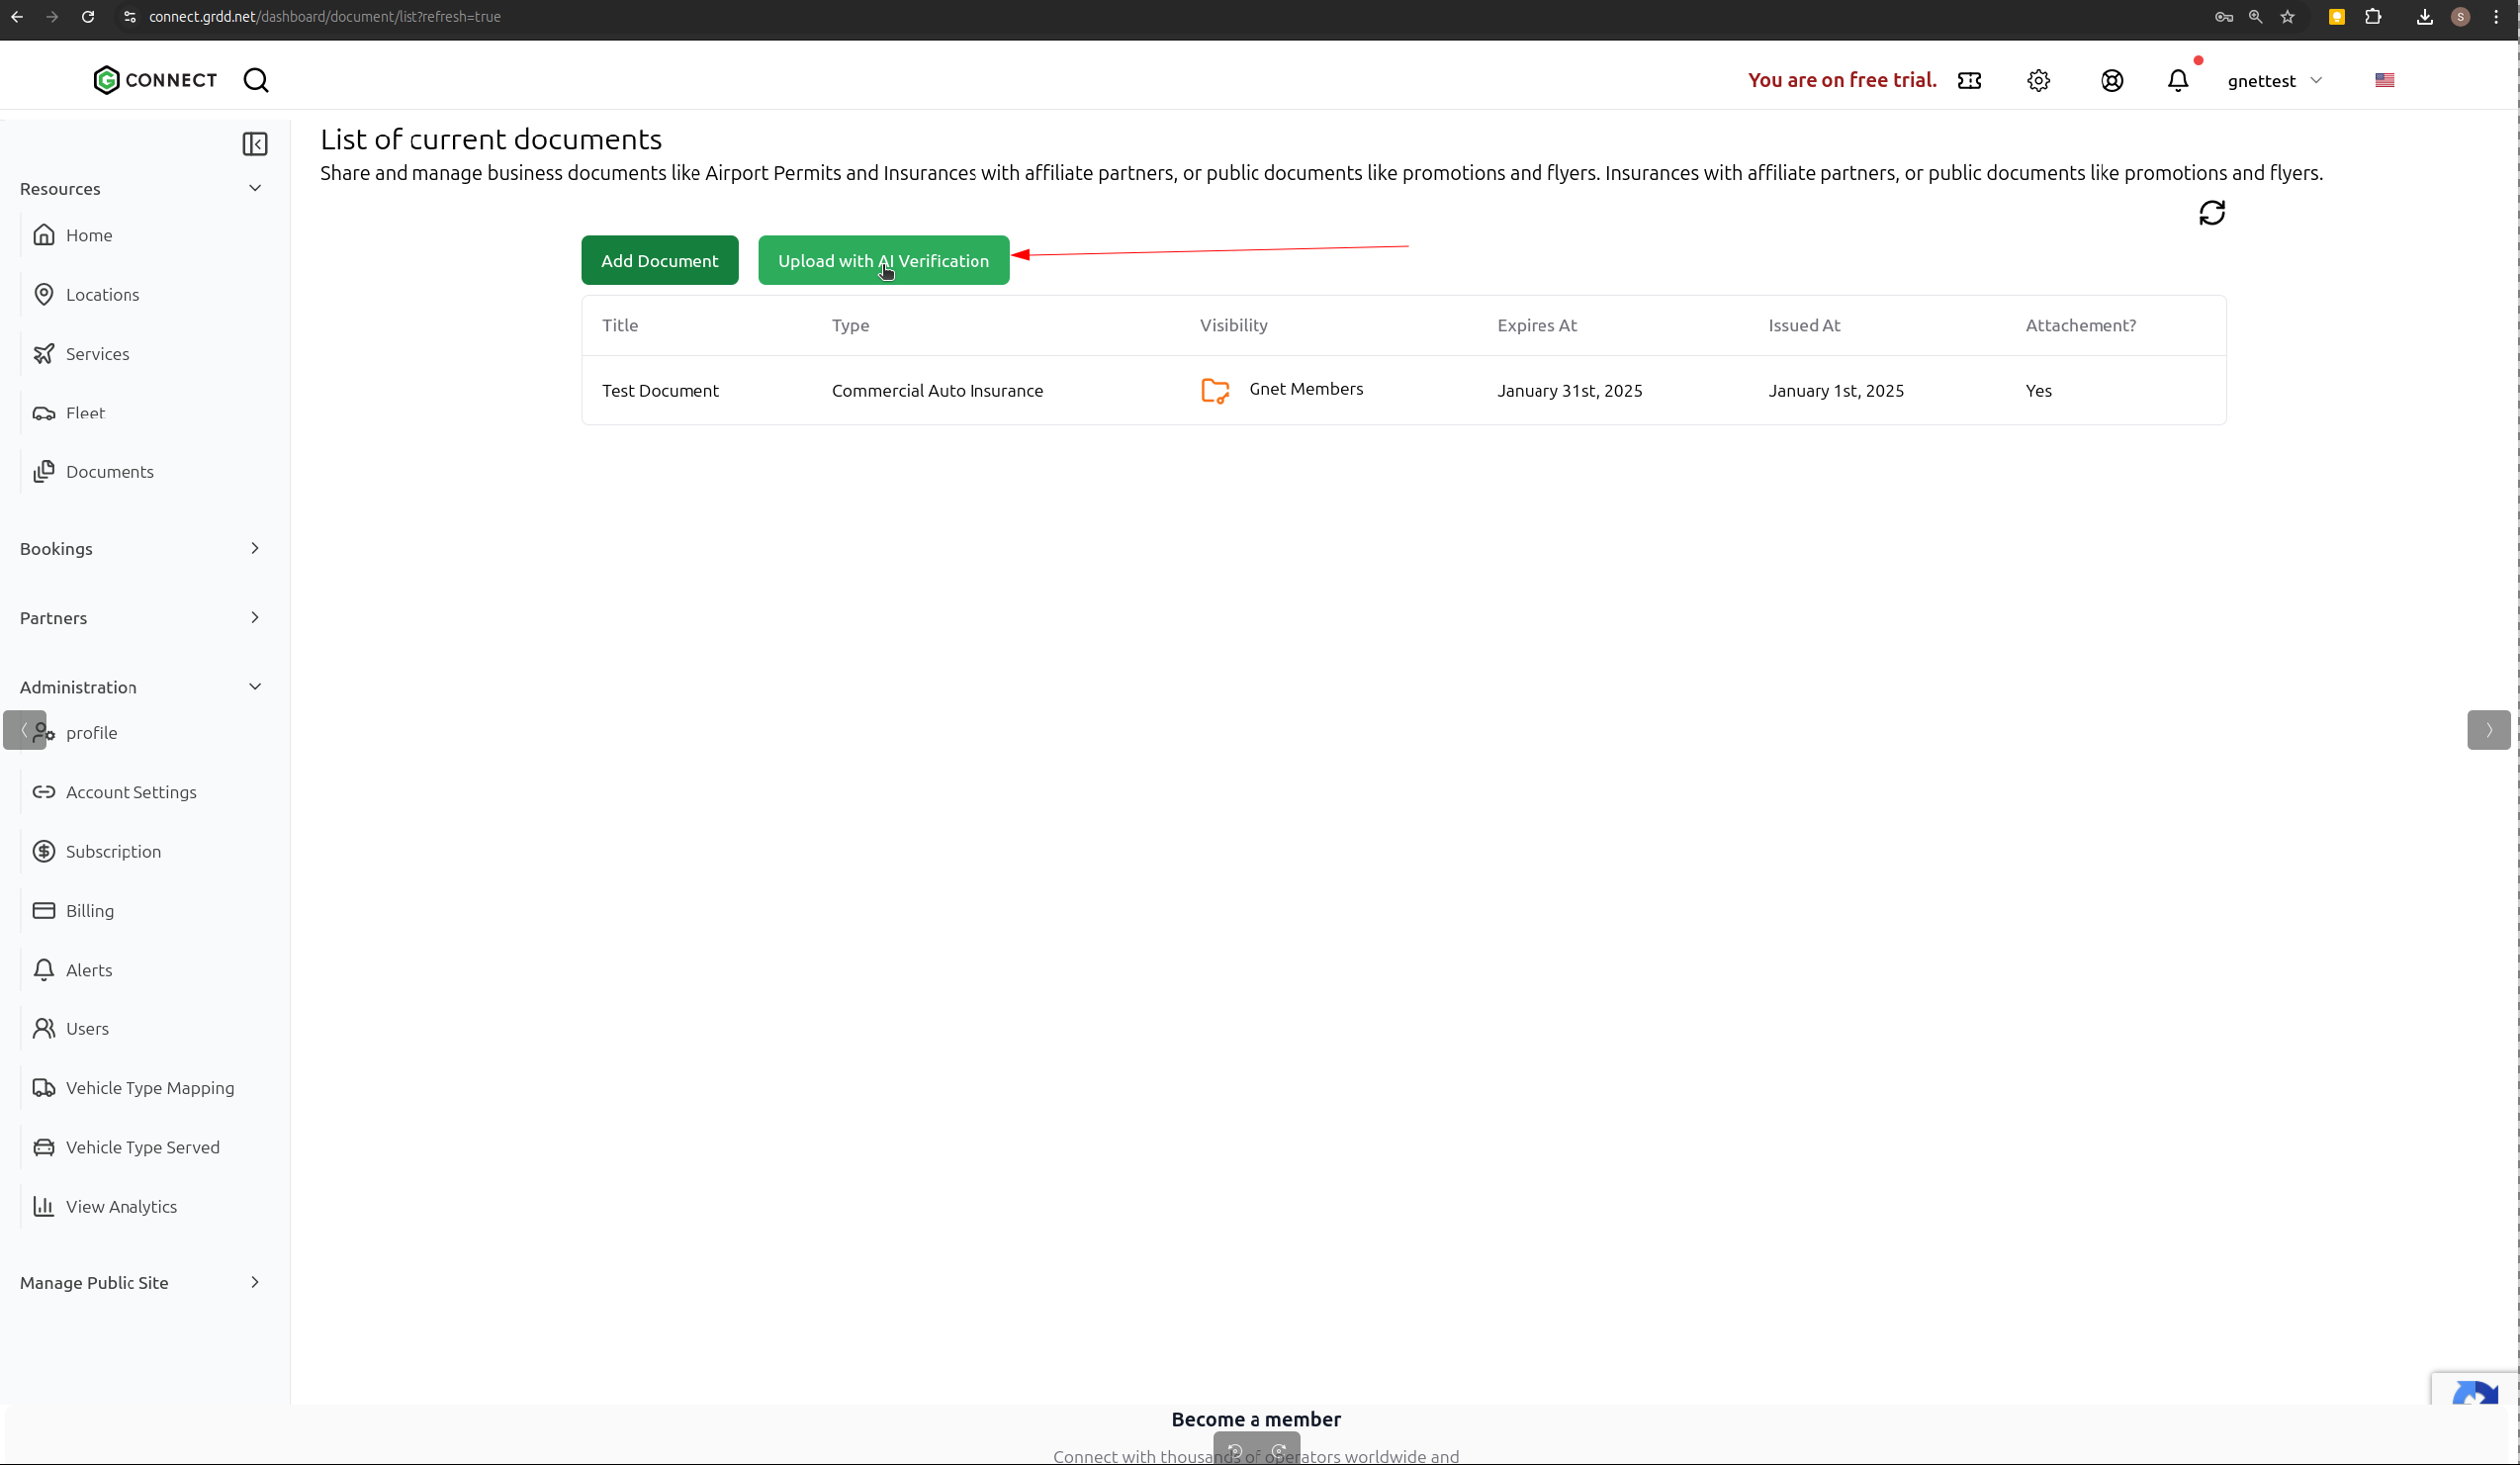 connect.grdd.net/dashboard/document/list?refresh=true
S
G CONNECT
You are on free trial.
gnettest
List of current documents
Share and manage business documents like Airport Permits and Insurances with affiliate partners, or public documents like promotions and flyers. Insurances with affiliate partners, or public documents like promotions and flyers.
Resources
Home
Locations
Services
Fleet
Documents
Bookings
Partners
Administration
profile
Account Settings
Subscription
Billing
Alerts
Users
Vehicle Type Mapping
Vehicle Type Served
View Analytics
Manage Public Site
Add Document
Upload with AI Verification
Title Type Visibility Expires At Issued At Attachement?
Test Document Commercial Auto Insurance Gnet Members January 31st, 2025 January 1st, 2025 Yes
Become a member
Connect with thousands of operators worldwide and